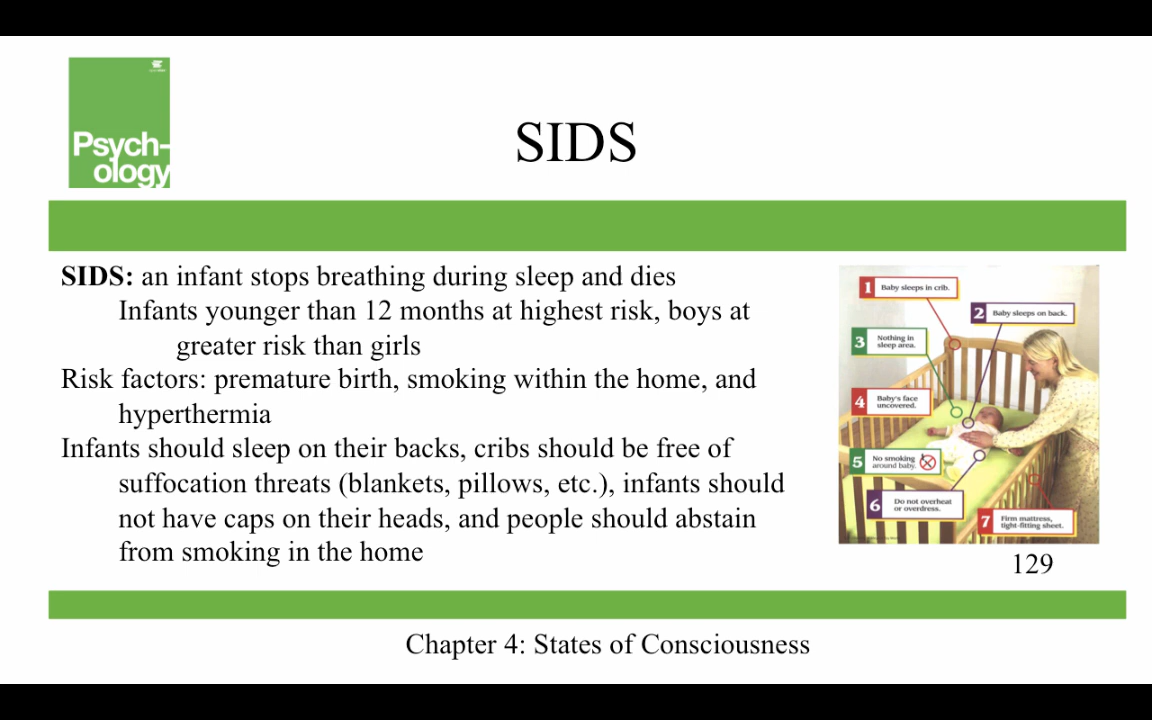 Psych-
ology
SIDS
SIDS: an infant stops breathing during sleep and dies
Infants younger than 12 months at highest risk, boys at
greater risk than girls
Risk factors: premature birth, smoking within the home, and
hyperthermia
Infants should sleep on their backs, cribs should be free of
suffocation threats (blankets, pillows, etc.), infants should
not have caps on their heads, and people should abstain
from smoking in the home
1 Baby sleeps in crib.
2 Baby sleeps on back.
3 Nothing in
sleep area.
4 Baby's face
uncovered.
5 No smoking
around baby.
6 Do not overheat
or overdress.
7 Firm mattress,
tight-fitting sheet.
129
Chapter 4: States of Consciousness